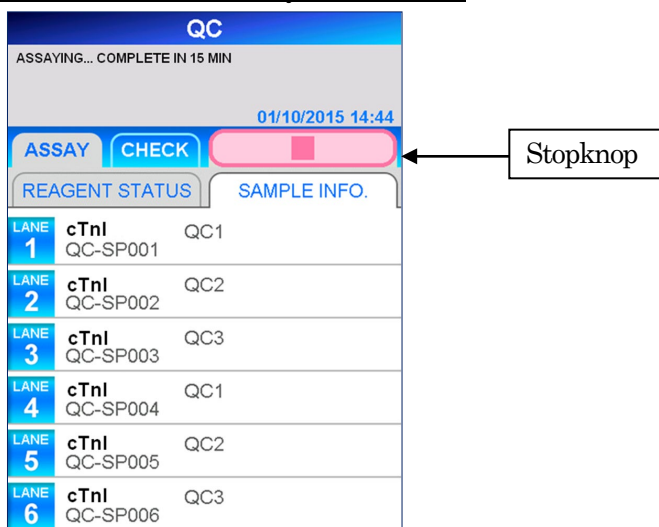 QC
ASSAYING... COMPLETE IN 15 MIN
01/10/2015 14:44
ASSAY CHECK
Stopknop
REAGENT STATUS SAMPLE INFO.
LANE 1 cTnI QC1
QC-SP001
LANE 2 cTnI QC2
QC-SP002
LANE 3 cTnI QC3
QC-SP003
LANE 4 cTnI QC1
QC-SP004
LANE 5 cTnI QC2
QC-SP005
LANE 6 cTnI QC3
QC-SP006